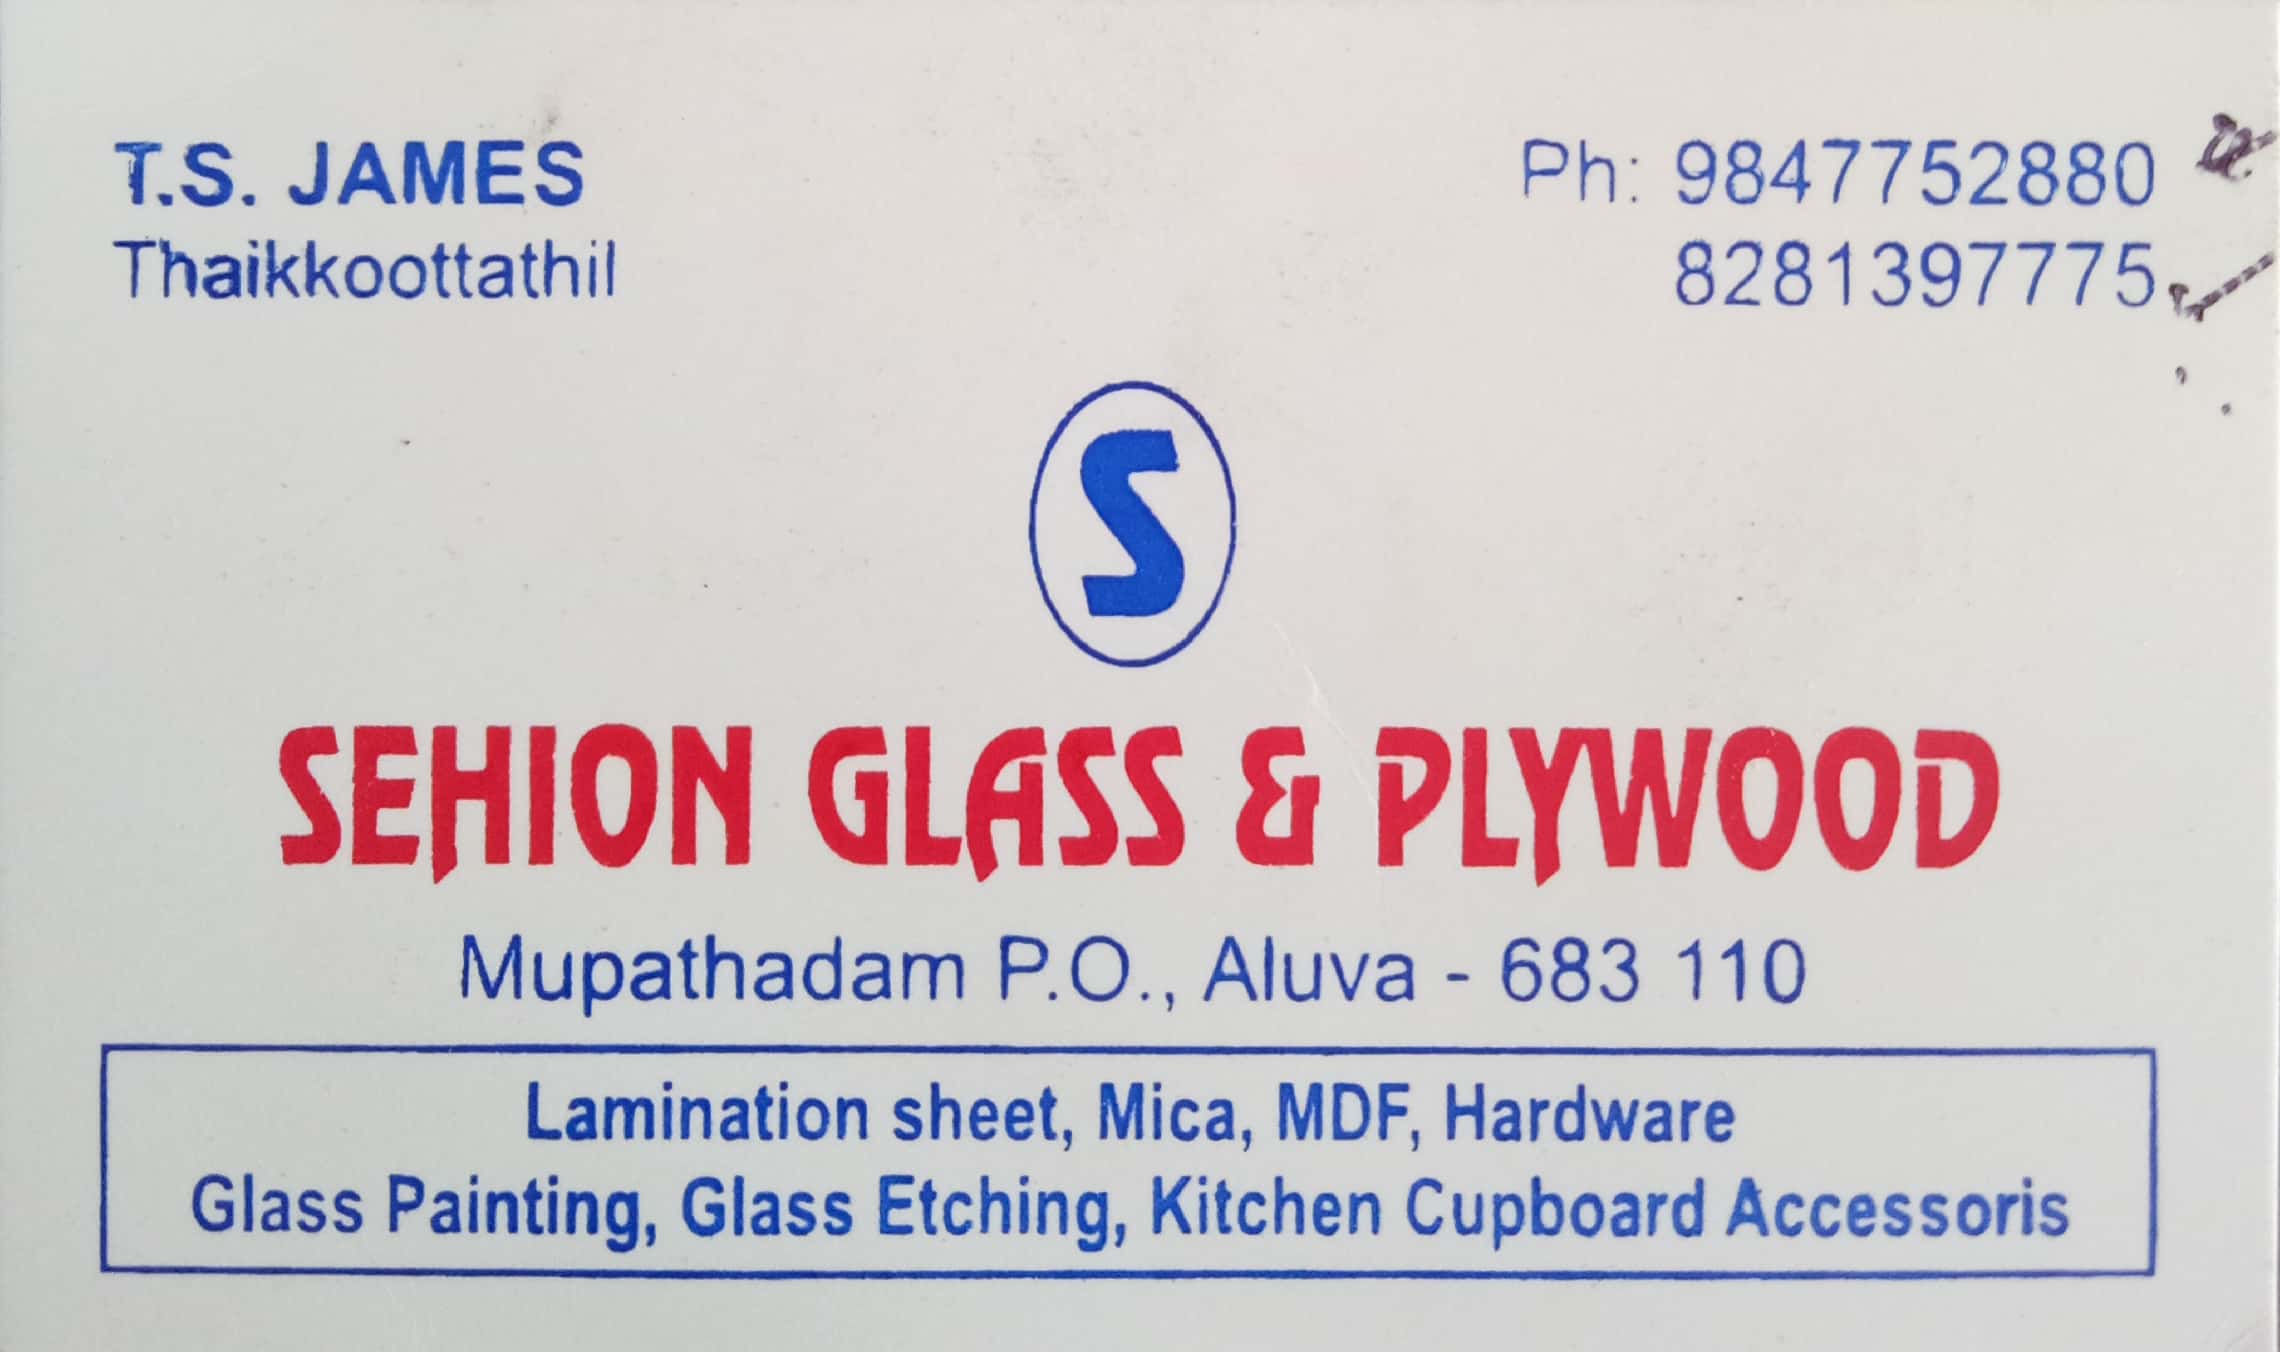 T.S. JAMES
Thaikkoottathil
Ph: 9847752880
8281397775
S
SEHION GLASS & PLYWOOD
Mupathadam P.O., Aluva - 683 110
Lamination sheet, Mica, MDF, Hardware
Glass Painting, Glass Etching, Kitchen Cupboard Accessoris